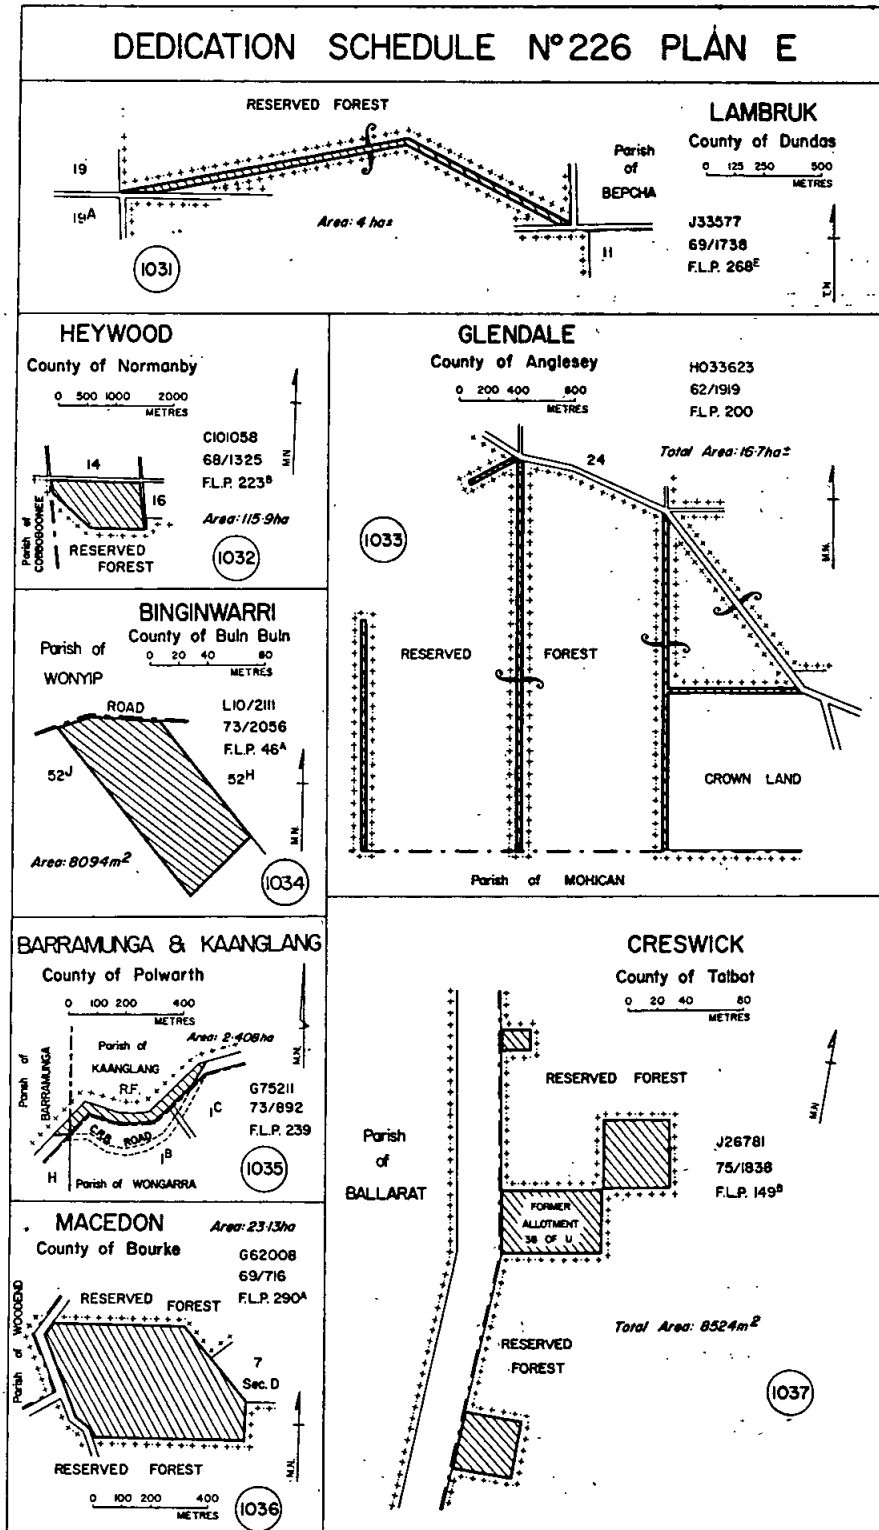 DEDICATION SCHEDULE Nº 226 PLAN E
RESERVED FOREST
LAMBRUK
County of Dundas
0 125 250 500
METRES
Parish
of
BEPCHA
19
19A
Area: 4 ha±
11
J33577
69/1738
F.L.P. 268E
T.N.
1031
HEYWOOD
County of Normanby
0 500 1000 2000
METRES
14
16
C101058
68/1325
F.L.P. 223B
M.N.
Area: 115·9ha
Parish of
COBBOBOONEE
RESERVED
FOREST
1032
GLENDALE
County of Anglesey
0 200 400 800
METRES
H033623
62/1919
F.L.P. 200
Total Area: 16·7ha±
24
M.N.
1033
RESERVED FOREST
CROWN LAND
Parish of MOHICAN
BINGINWARRI
County of Buln Buln
0 20 40 80
METRES
Parish of
WONYIP
ROAD
L10/2111
73/2056
F.L.P. 46A
52J
52H
M.N.
Area: 8094m²
1034
BARRAMUNGA & KAANGLANG
County of Polwarth
0 100 200 400
METRES
Area: 2·408ha
M.N.
Parish of
BARRAMUNGA
Parish of
KAANGLANG
R.F.
G75211
73/892
F.L.P. 239
1C
C.R.B. ROAD
1B
H
Parish of WONGARRA
1035
MACEDON
County of Bourke
Area: 23·13ha
G62008
69/716
F.L.P. 290A
Parish of WOODEND
RESERVED FOREST
7
Sec. D
M.N.
RESERVED FOREST
0 100 200 400
METRES
1036
CRESWICK
County of Talbot
0 20 40 80
METRES
M.N.
RESERVED FOREST
Parish
of
BALLARAT
J26781
75/1838
F.L.P. 149B
FORMER
ALLOTMENT
38 OF U
RESERVED
FOREST
Total Area: 8524m²
1037